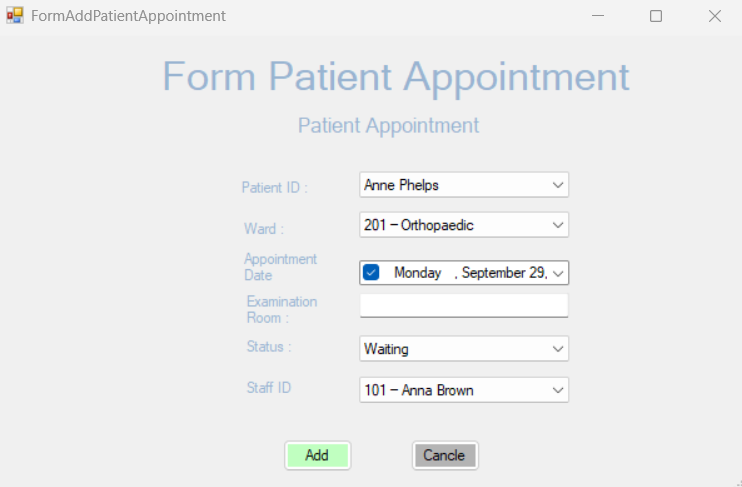 FormAddPatientAppointment
Form Patient Appointment
Patient Appointment
Patient ID :
Anne Phelps
Ward :
201 – Orthopaedic
Appointment
Date
Monday , September 29,
Examination
Room :
Status :
Waiting
Staff ID
101 – Anna Brown
Add
Cancle